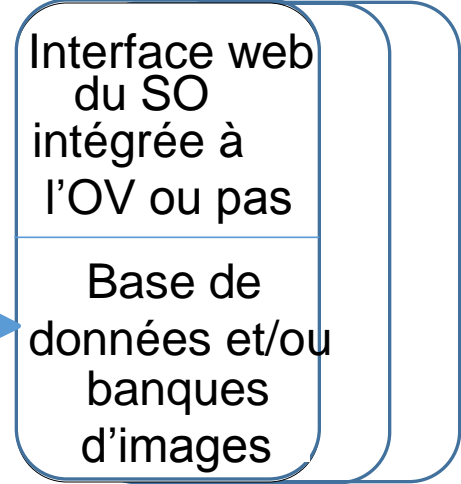 Interface web
du SO
intégrée à
l’OV ou pas
Base de
données et/ou
banques
d’images